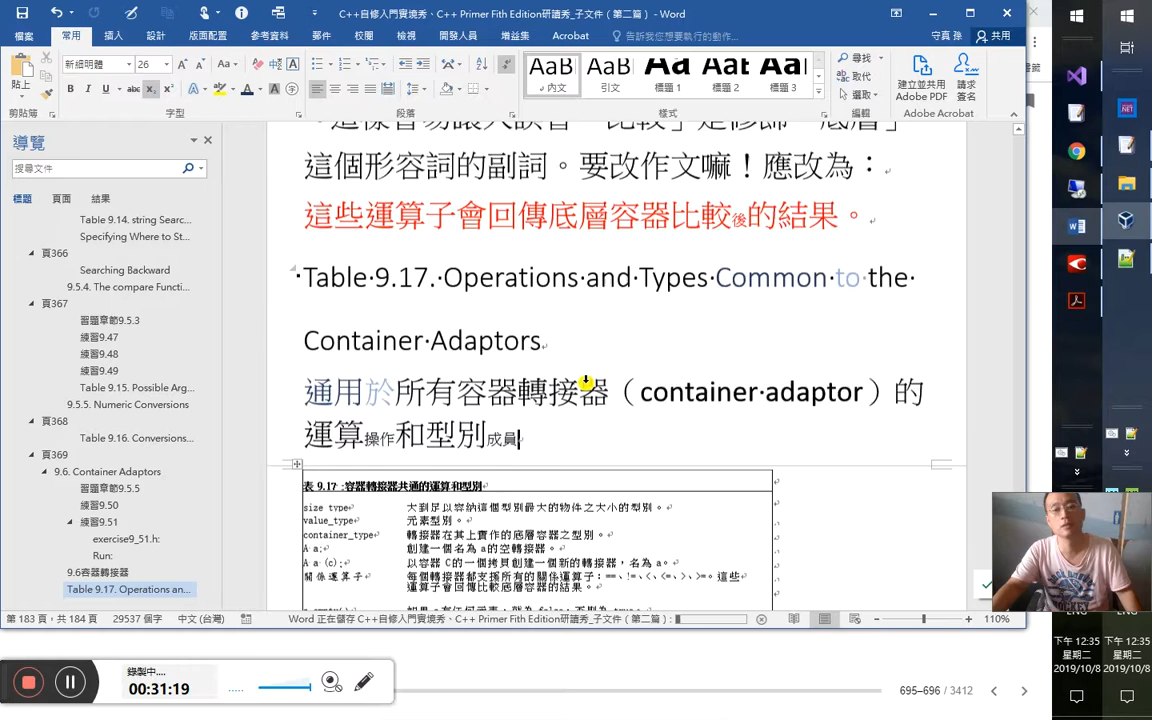 C++自修入門實境秀、C++ Primer Fith Edition研讀秀_子文件（第二篇） - Word
檔案 常用 插入 設計 版面配置 參考資料 郵件 校閱 檢視 開發人員 增益集 Acrobat 告訴我您想要執行的動作... 守真 孫 共用
貼上 新細明體 26 尋找 取代 選取 建立並共用 Adobe PDF 請求簽名
AaB AaB Aa Aat AaI
內文 引文 標題 1 標題 2 標題 3
剪貼簿 字型 段落 樣式 編輯 Adobe Acrobat
導覽
搜尋文件
標題 頁面 結果
Table 9.14. string Searc...
Specifying Where to St...
頁366
Searching Backward
9.5.4. The compare Functi...
頁367
習題章節9.5.3
練習9.47
練習9.48
練習9.49
Table 9.15. Possible Arg...
9.5.5. Numeric Conversions
頁368
Table 9.16. Conversions...
頁369
9.6. Container Adaptors
習題章節9.5.5
練習9.50
練習9.51
exercise9_51.h:
Run:
9.6容器轉接器
Table 9.17. Operations an...
這個形容詞的副詞。要改作文嘛！應改為：
這些運算子會回傳底層容器比較後的結果。
Table 9.17. Operations and Types Common to the
Container Adaptors
通用於所有容器轉接器（container adaptor）的
運算操作和型別成員
表 9.17 :容器轉接器共通的運算和型別
size type 大到足以容納這個型別最大的物件之大小的型別。
value_type 元素型別。
container_type 轉接器在其上實作的底層容器之型別。
A a; 創建一個名為 a的空轉接器。
A a (c); 以容器 C的一個拷貝創建一個新的轉接器，名為 a。
關係運算子 每個轉接器都支援所有的關係運算子：==、!=、<、<=、>、>=。這些
運算子會回傳比較底層容器的結果。
第 183 頁，共 184 頁 29537 個字 中文 (台灣) Word 正在儲存 C++自修入門實境秀、C++ Primer Fith Edition研讀秀_子文件（第二篇）： 110%
錄製中...
00:31:19
695–696 / 3412
下午 12:35
星期二
2019/10/8
下午 12:35
星期二
2019/10/8